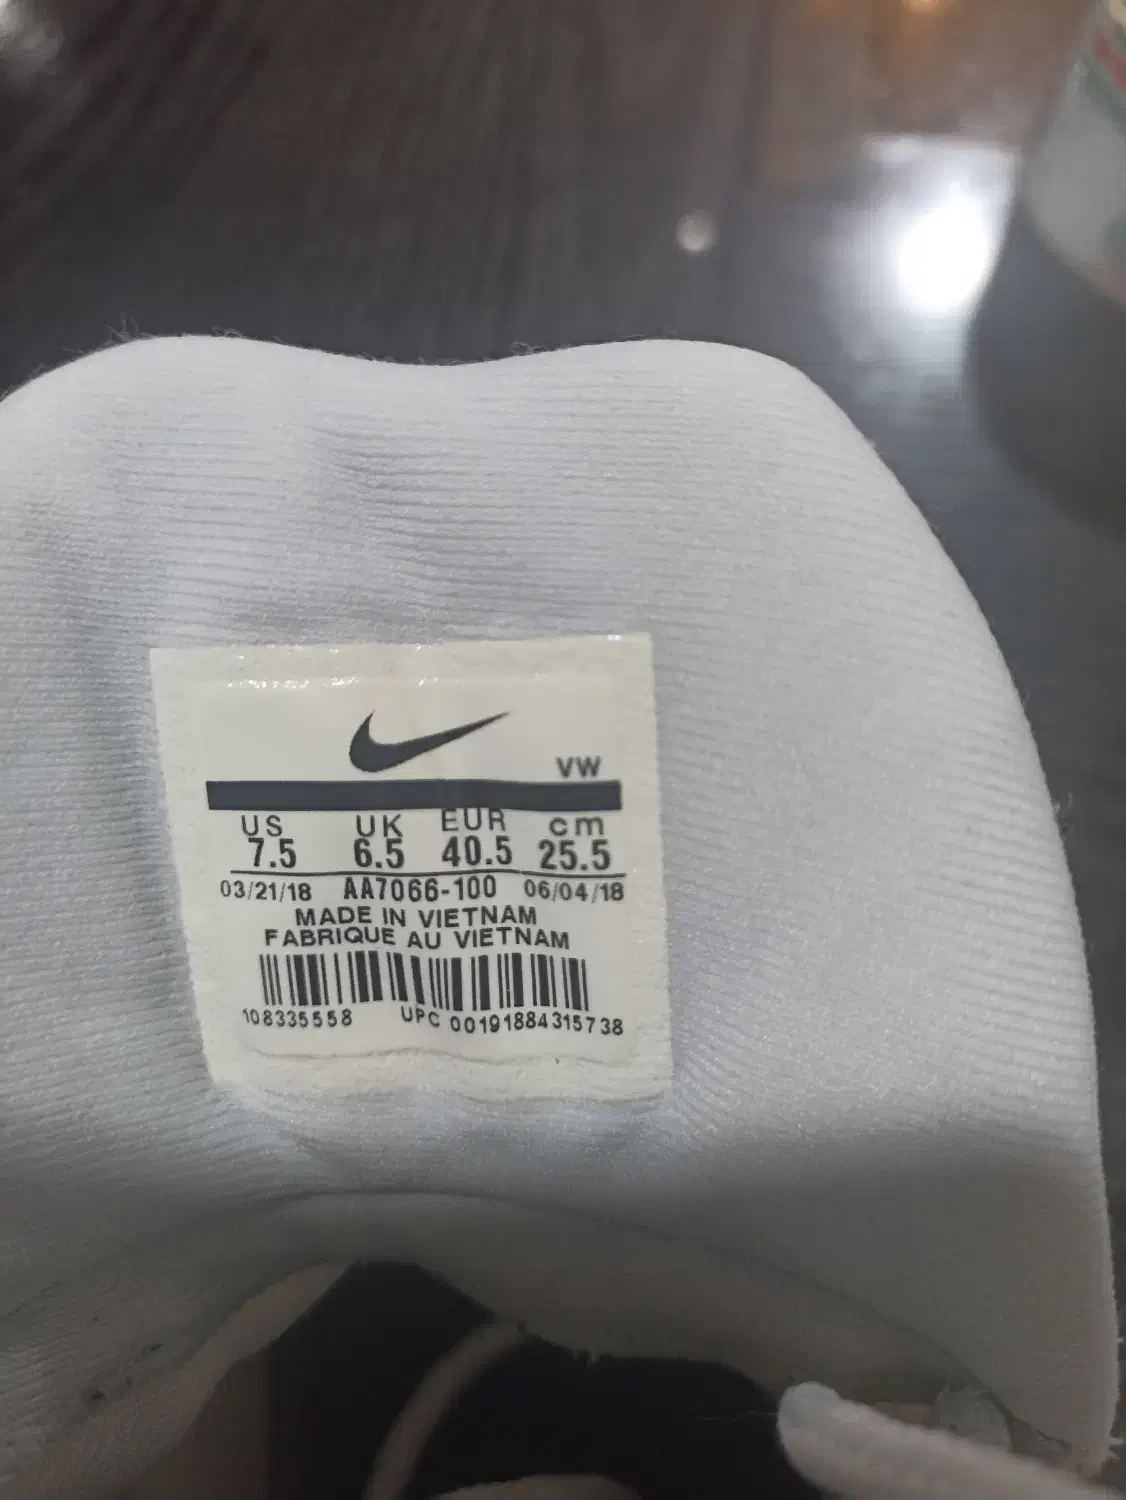 VW
US UK EUR cm
7.5 6.5 40.5 25.5
03/21/18 AA7066-100 06/04/18
MADE IN VIETNAM
FABRIQUE AU VIETNAM
108335558 UPC 00191884315738